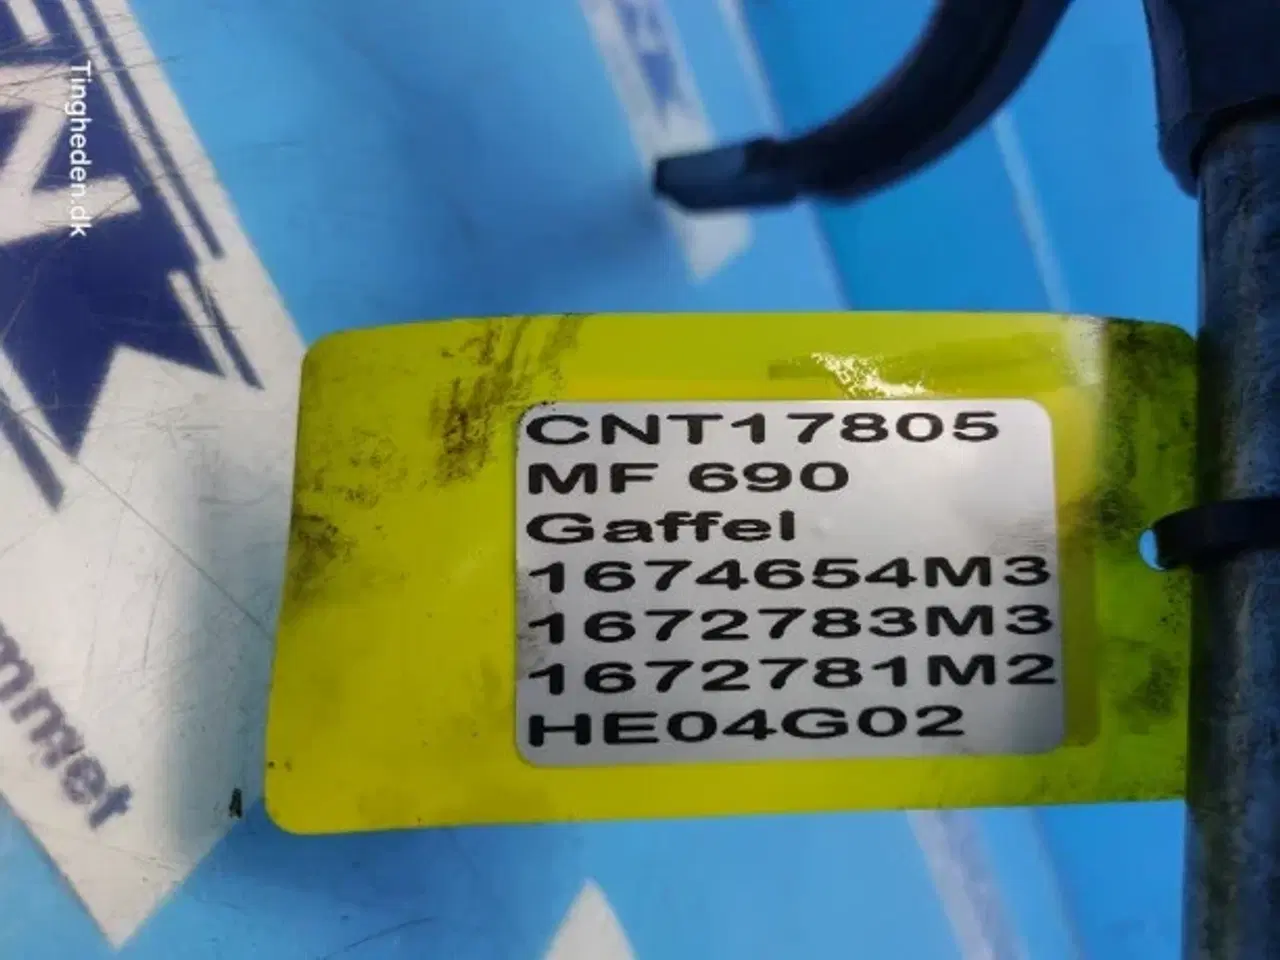 Tingheden.dk
CNT17805
MF 690
Gaffel
1674654M3
1672783M3
1672781M2
HE04G02